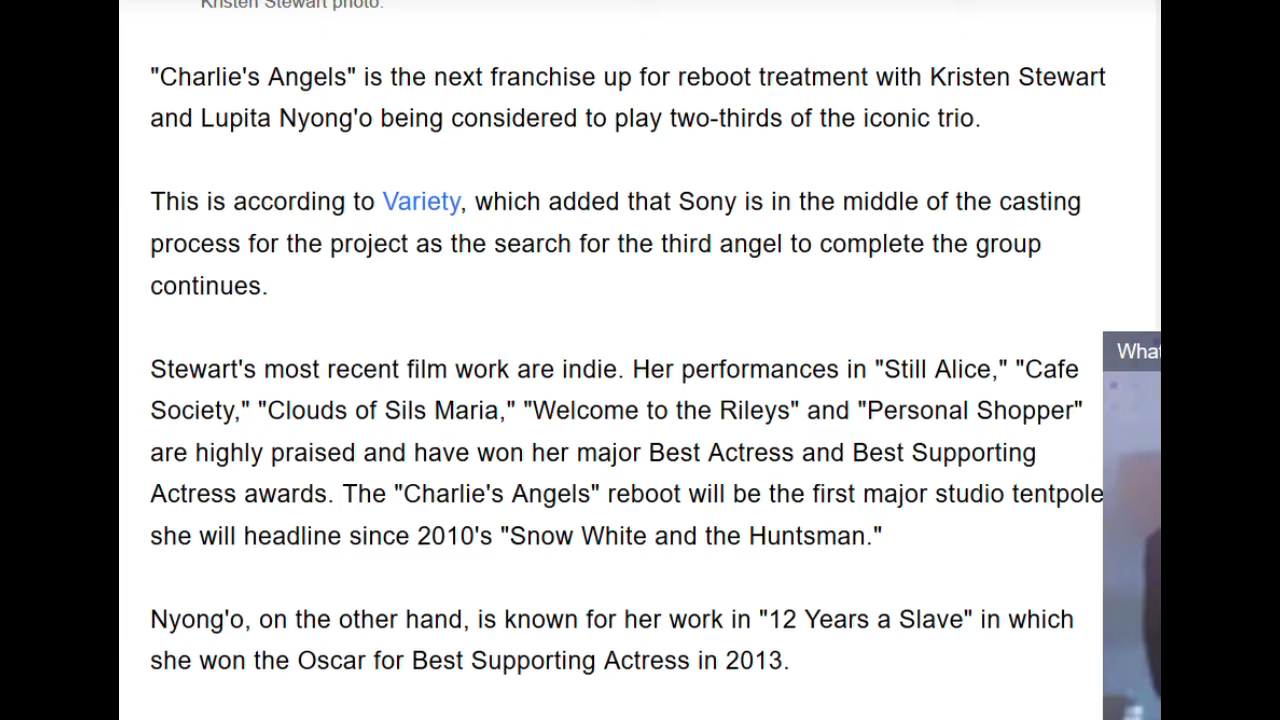 Kristen Stewart photo.
"Charlie's Angels" is the next franchise up for reboot treatment with Kristen Stewart
and Lupita Nyong'o being considered to play two-thirds of the iconic trio.
This is according to Variety, which added that Sony is in the middle of the casting
process for the project as the search for the third angel to complete the group
continues.
Stewart's most recent film work are indie. Her performances in "Still Alice," "Cafe
Society," "Clouds of Sils Maria," "Welcome to the Rileys" and "Personal Shopper"
are highly praised and have won her major Best Actress and Best Supporting
Actress awards. The "Charlie's Angels" reboot will be the first major studio tentpole
she will headline since 2010's "Snow White and the Huntsman."
What
Nyong'o, on the other hand, is known for her work in "12 Years a Slave" in which
she won the Oscar for Best Supporting Actress in 2013.